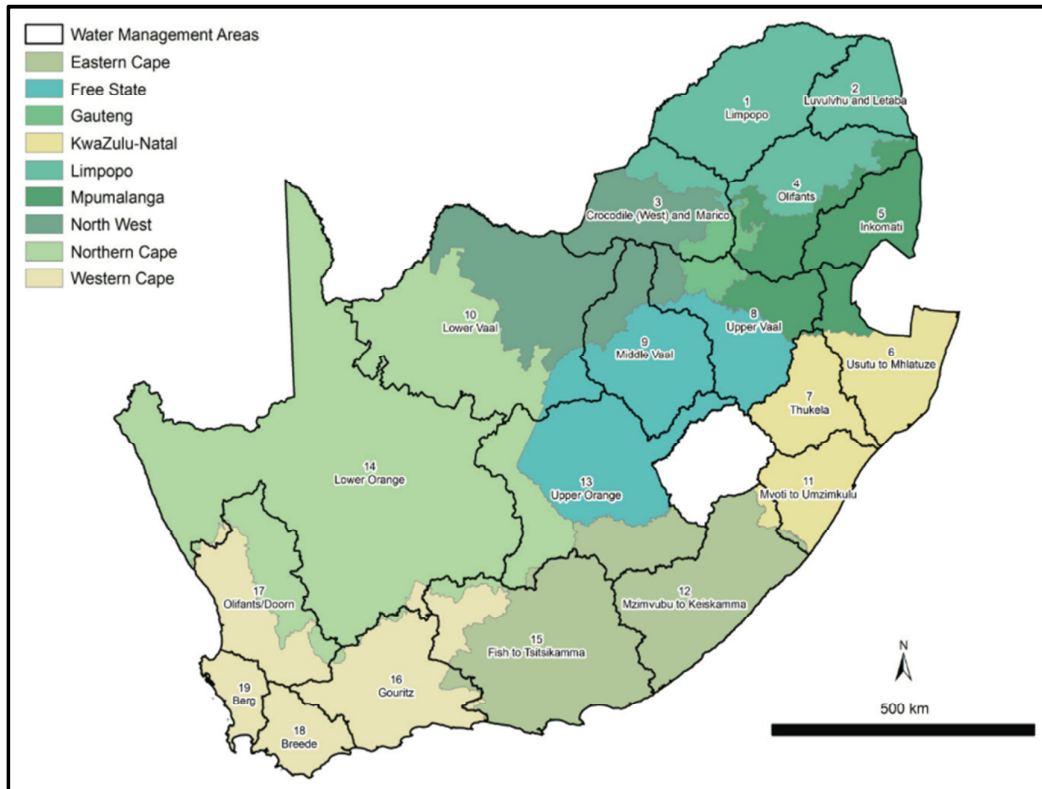 Water Management Areas
Eastern Cape
Free State
Gauteng
KwaZulu-Natal
Limpopo
Mpumalanga
North West
Northern Cape
Western Cape
1
Limpopo
2
Luvulvhu and Letaba
3
Crocodile (West) and Marico
4
Olifants
5
Inkomati
6
Usutu to Mhlatuze
7
Thukela
8
Upper Vaal
9
Middle Vaal
10
Lower Vaal
11
Mvoti to Umzimkulu
12
Mzimvubu to Keiskamma
13
Upper Orange
14
Lower Orange
15
Fish to Tsitsikamma
16
Gouritz
17
Olifants/Doorn
18
Breede
19
Berg
N
500 km